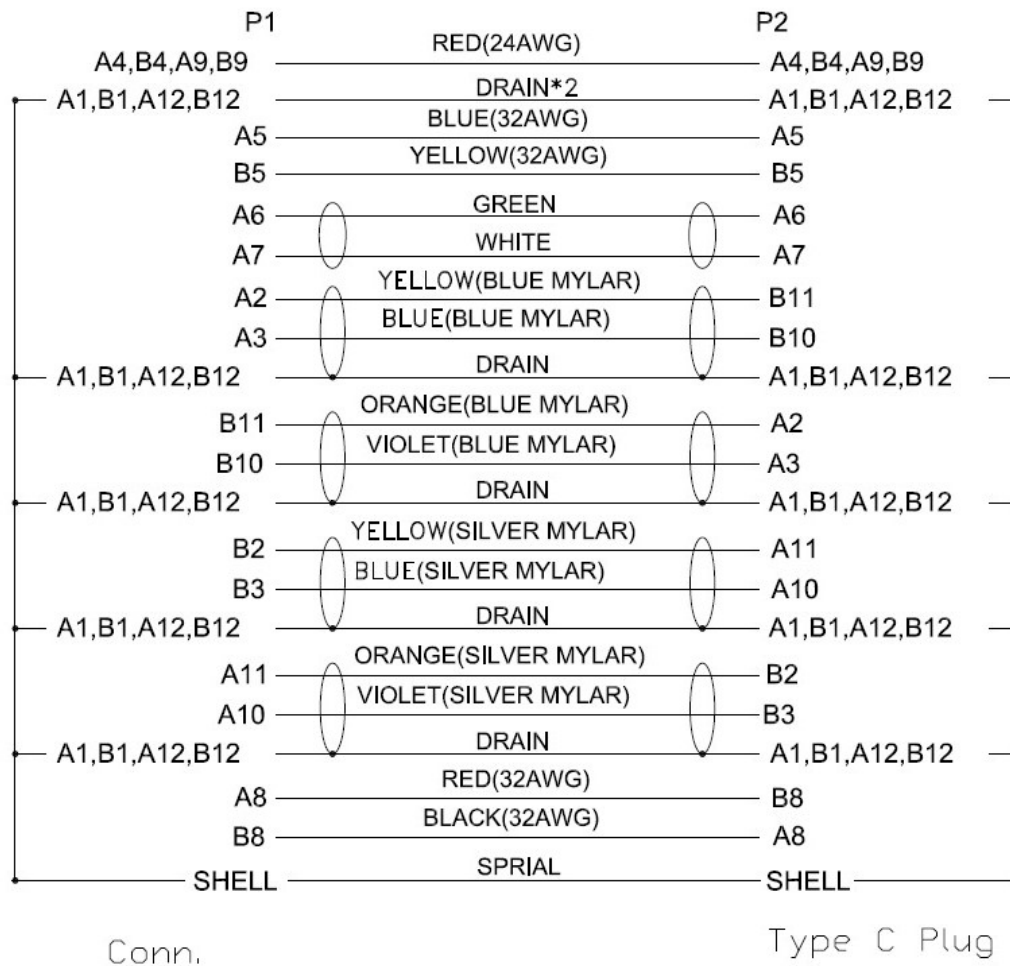 P1 P2
A4,B4,A9,B9 RED(24AWG) A4,B4,A9,B9
A1,B1,A12,B12 DRAIN*2 A1,B1,A12,B12
A5 BLUE(32AWG) A5
B5 YELLOW(32AWG) B5
A6 GREEN A6
A7 WHITE A7
A2 YELLOW(BLUE MYLAR) B11
A3 BLUE(BLUE MYLAR) B10
A1,B1,A12,B12 DRAIN A1,B1,A12,B12
B11 ORANGE(BLUE MYLAR) A2
B10 VIOLET(BLUE MYLAR) A3
A1,B1,A12,B12 DRAIN A1,B1,A12,B12
B2 YELLOW(SILVER MYLAR) A11
B3 BLUE(SILVER MYLAR) A10
A1,B1,A12,B12 DRAIN A1,B1,A12,B12
A11 ORANGE(SILVER MYLAR) B2
A10 VIOLET(SILVER MYLAR) B3
A1,B1,A12,B12 DRAIN A1,B1,A12,B12
A8 RED(32AWG) B8
B8 BLACK(32AWG) A8
SHELL SPRIAL SHELL
Conn. Type C Plug